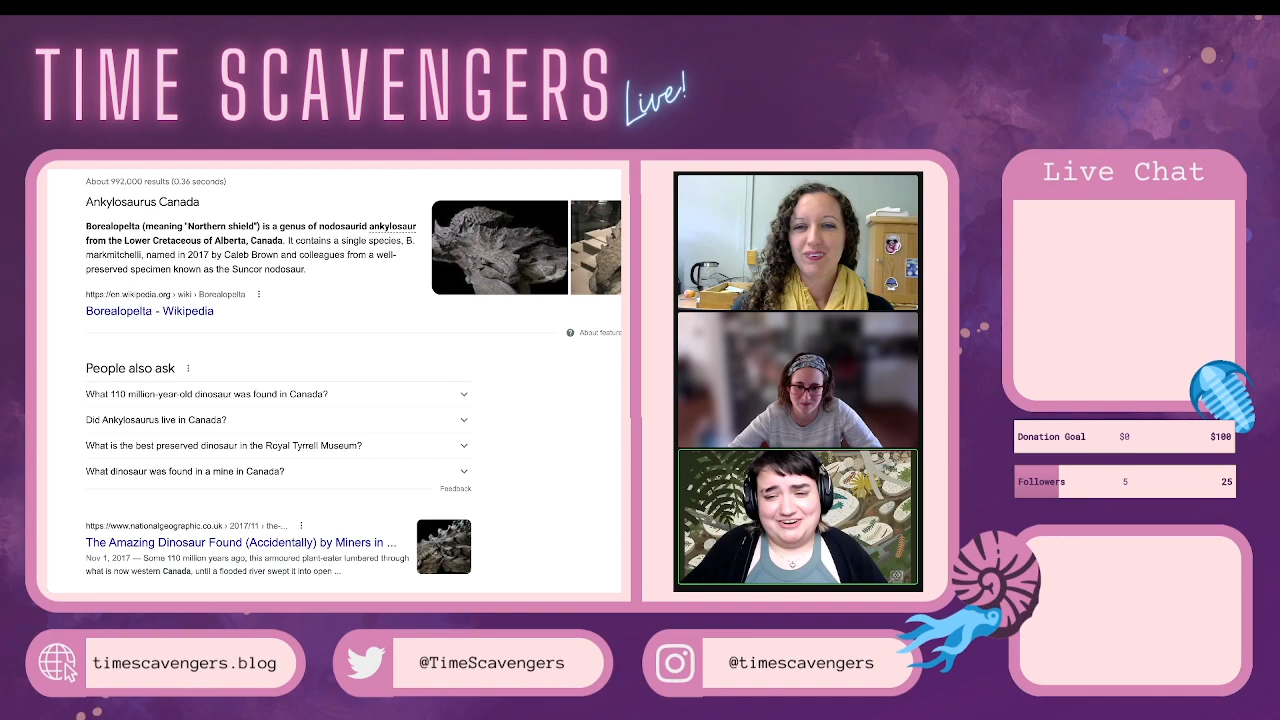 TIME SCAVENGERS
Live!
About 992,000 results (0.36 seconds)
Ankylosaurus Canada
Borealopelta (meaning "Northern shield") is a genus of nodosaurid ankylosaur
from the Lower Cretaceous of Alberta, Canada. It contains a single species, B.
markmitchelli, named in 2017 by Caleb Brown and colleagues from a well-
preserved specimen known as the Suncor nodosaur.
https://en.wikipedia.org › wiki › Borealopelta
Borealopelta - Wikipedia
About featur
People also ask
What 110 million-year-old dinosaur was found in Canada?
Did Ankylosaurus live in Canada?
What is the best preserved dinosaur in the Royal Tyrrell Museum?
What dinosaur was found in a mine in Canada?
Feedback
https://www.nationalgeographic.co.uk › 2017/11 › the-...
The Amazing Dinosaur Found (Accidentally) by Miners in ...
Nov 1, 2017 — Some 110 million years ago, this armoured plant-eater lumbered through
what is now western Canada, until a flooded river swept it into open ...
Live Chat
Donation Goal $0 $100
Followers 5 25
timescavengers.blog
@TimeScavengers
@timescavengers